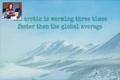 arctic is warming three times
faster than the global average